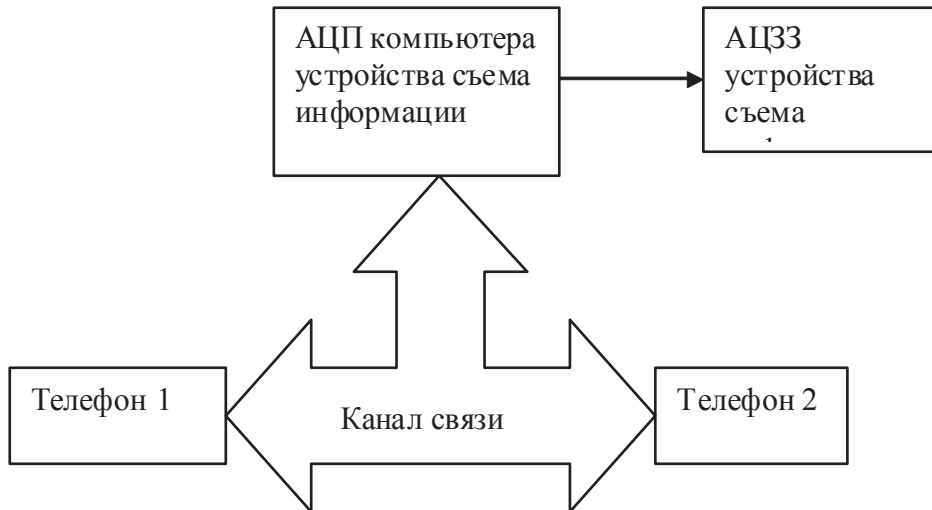 АЦП компьютера
устройства съема
информации
АЦЗЗ
устройства
съема
Телефон 1
Канал связи
Телефон 2